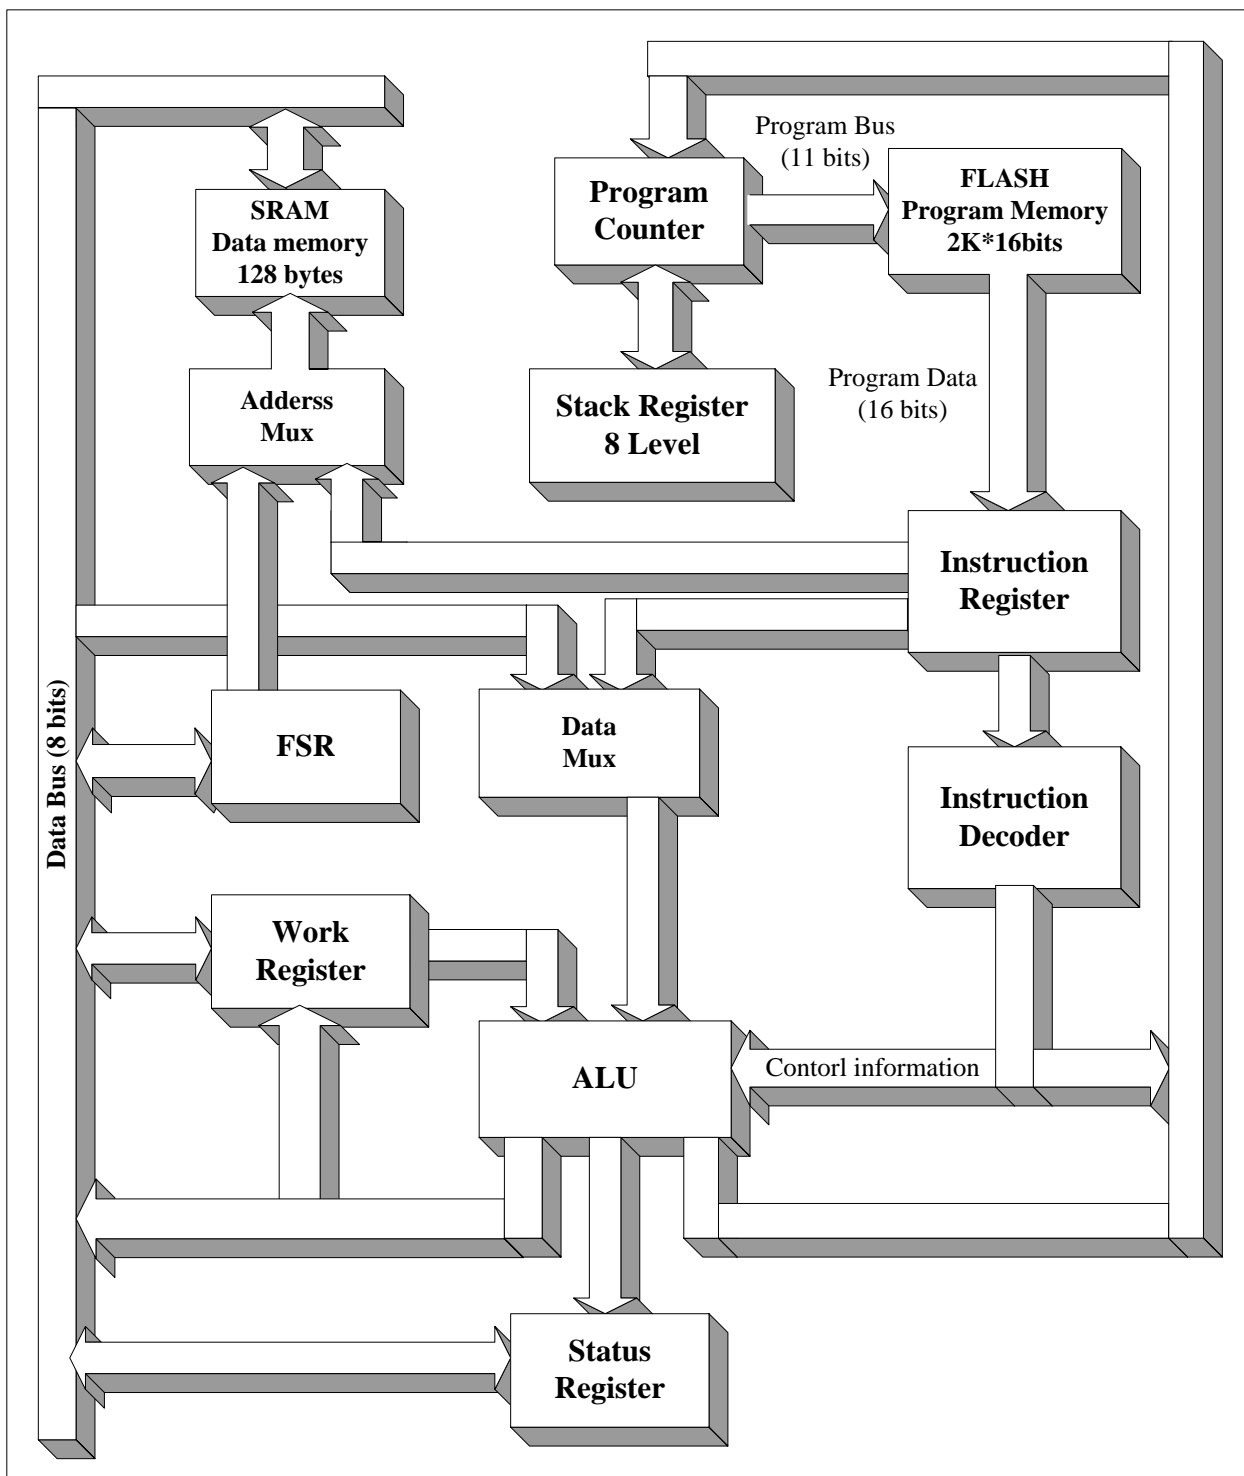 Program Bus
(11 bits)
SRAM
Data memory
128 bytes
Program
Counter
FLASH
Program Memory
2K*16bits
Adderss
Mux
Stack Register
8 Level
Program Data
(16 bits)
Instruction
Register
Data Bus (8 bits)
FSR
Data
Mux
Instruction
Decoder
Work
Register
ALU
Contorl information
Status
Register